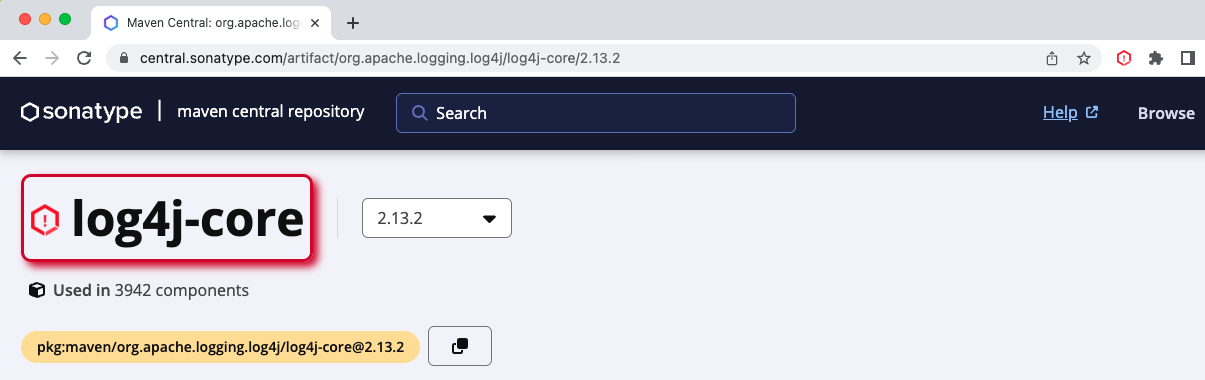 Maven Central: org.apache.log
central.sonatype.com/artifact/org.apache.logging.log4j/log4j-core/2.13.2
sonatype | maven central repository
Search
Help
Browse
log4j-core
2.13.2
Used in 3942 components
pkg:maven/org.apache.logging.log4j/log4j-core@2.13.2